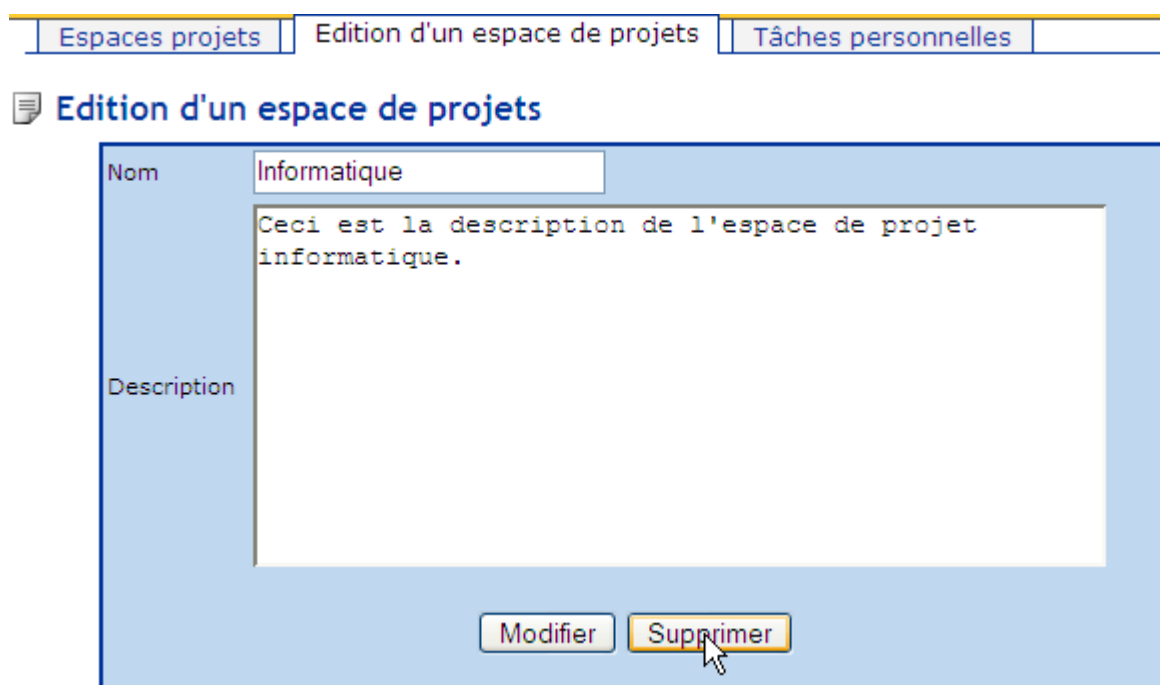 Espaces projets
Edition d'un espace de projets
Tâches personnelles
Edition d'un espace de projets
Nom
Informatique
Ceci est la description de l'espace de projet
informatique.
Description
Modifier
Supprimer